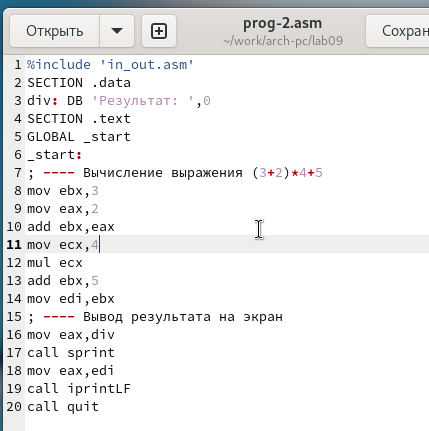 Открыть
prog-2.asm
~/work/arch-pc/lab09
Сохран
1 %include 'in_out.asm'
2 SECTION .data
3 div: DB 'Результат: ',0
4 SECTION .text
5 GLOBAL _start
6 _start:
7 ; ---- Вычисление выражения (3+2)*4+5
8 mov ebx,3
9 mov eax,2
10 add ebx,eax
11 mov ecx,4
12 mul ecx
13 add ebx,5
14 mov edi,ebx
15 ; ---- Вывод результата на экран
16 mov eax,div
17 call sprint
18 mov eax,edi
19 call iprintLF
20 call quit